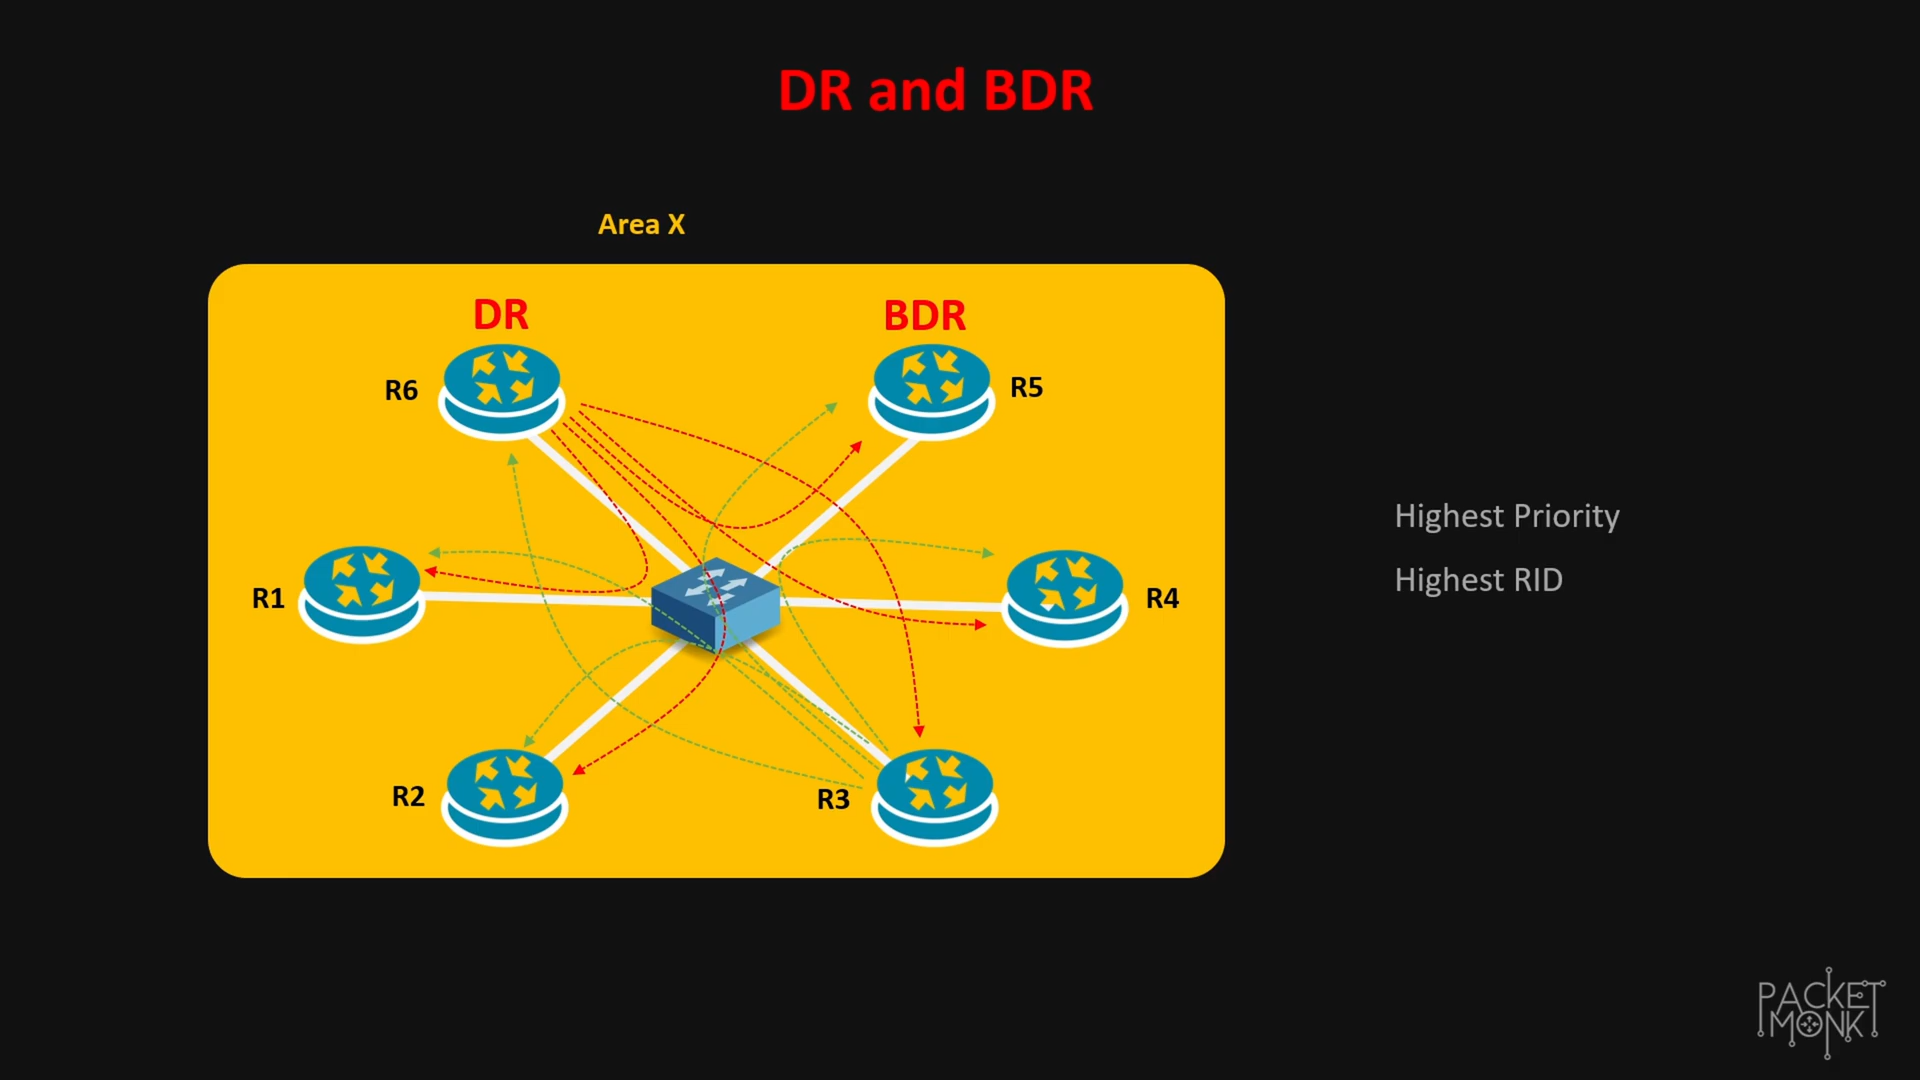 DR and BDR
Area X
DR
BDR
R6
R5
R1
R4
R2
R3
Highest Priority
Highest RID
PACKET
MONK